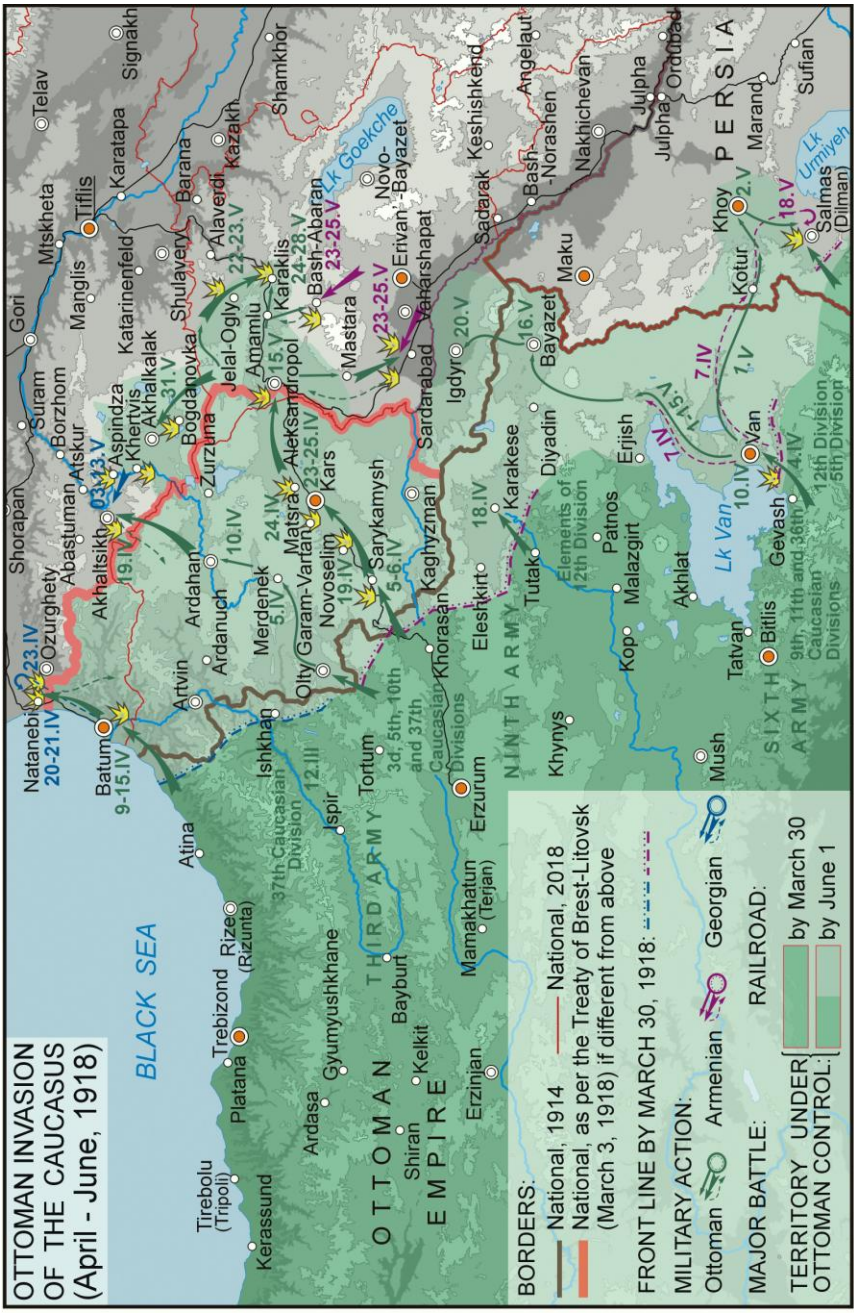 OTTOMAN INVASION
OF THE CAUCASUS
(April - June, 1918)
BLACK SEA
Shorapan
Suram
Gori
Mtskheta
Telav
Signakh
Borzhom
Tiflis
Karatapa
Ozurghety
Abastuman
Atskur
Manglis
Natanebi
23.IV
20-21.IV
Aspindza
Khertvis
Katarinenfeld
Akhaltsikh
03-23.V
Akhalkalak
Shulavery
Barana
Kazakh
Shamkhor
Batum
9-15.IV
31.V
Bogdanovka
Alaverdi
22-23.V
Artvin
Ardahan
Zurzuna
Jelal-Ogly
Karaklis
24-28.V
Ardanuch
10.IV
Amamlu
Bash-Abaran
23-25.V
Lk Goekche
Atina
Merdenek
5.IV
24.IV
Aleksandropol
15.V
Matsra
Novo-
-Bayazet
Rize
(Rizunta)
Ishkhan
Olty
Garam-Vartan
Kars
23-25.IV
Mastara
Erivan'
Keshishkend
Angelaut
Trebizond
37th Caucasian
Division
12.III
Novoselim
19.IV
23-25.V
Vaharshapat
Platana
Sarykamysh
5-6.IV
Sardarabad
Sadarak
Bash-
-Norashen
Tirebolu
(Tripoli)
Ispir
Tortum
3d, 5th, 10th
and 37th
Caucasian
Divisions
Kaghyzman
Igdyr
20.V
Nakhichevan
Kerassund
Gyumyushkhane
THIRD ARMY
Khorasan
Julpha
Julpha
Ordubad
Ardasa
Bayburt
Karakese
18.IV
Bayazet
16.V
Maku
PERSIA
Kelkit
Shiran
Erzurum
Eleshkirt
Diyadin
Marand
Sufian
OTTOMAN
EMPIRE
Mamakhatun
(Terjan)
NINTH ARMY
Tutak
Elements of
12th Division
Erjish
1-15V
7.IV
7.IV
Khoy
2.V
Erzinjan
Khynys
Patnos
Malazgirt
Kotur
1.V
Lk
Urmiyeh
Kop
Akhlat
Lk Van
Van
10.IV
18.V
Salmas
(Dilman)
Mush
Tatvan
Bitlis
Gevash
4.IV
SIXTH
ARMY
9th, 11th and 36th
Caucasian
Divisions
12th Division
5th Division
BORDERS:
National, 1914
National, 2018
National, as per the Treaty of Brest-Litovsk
(March 3, 1918) if different from above
FRONT LINE BY MARCH 30, 1918:
MILITARY ACTION:
Ottoman
Armenian
Georgian
MAJOR BATTLE:
RAILROAD:
TERRITORY UNDER
OTTOMAN CONTROL:
by March 30
by June 1